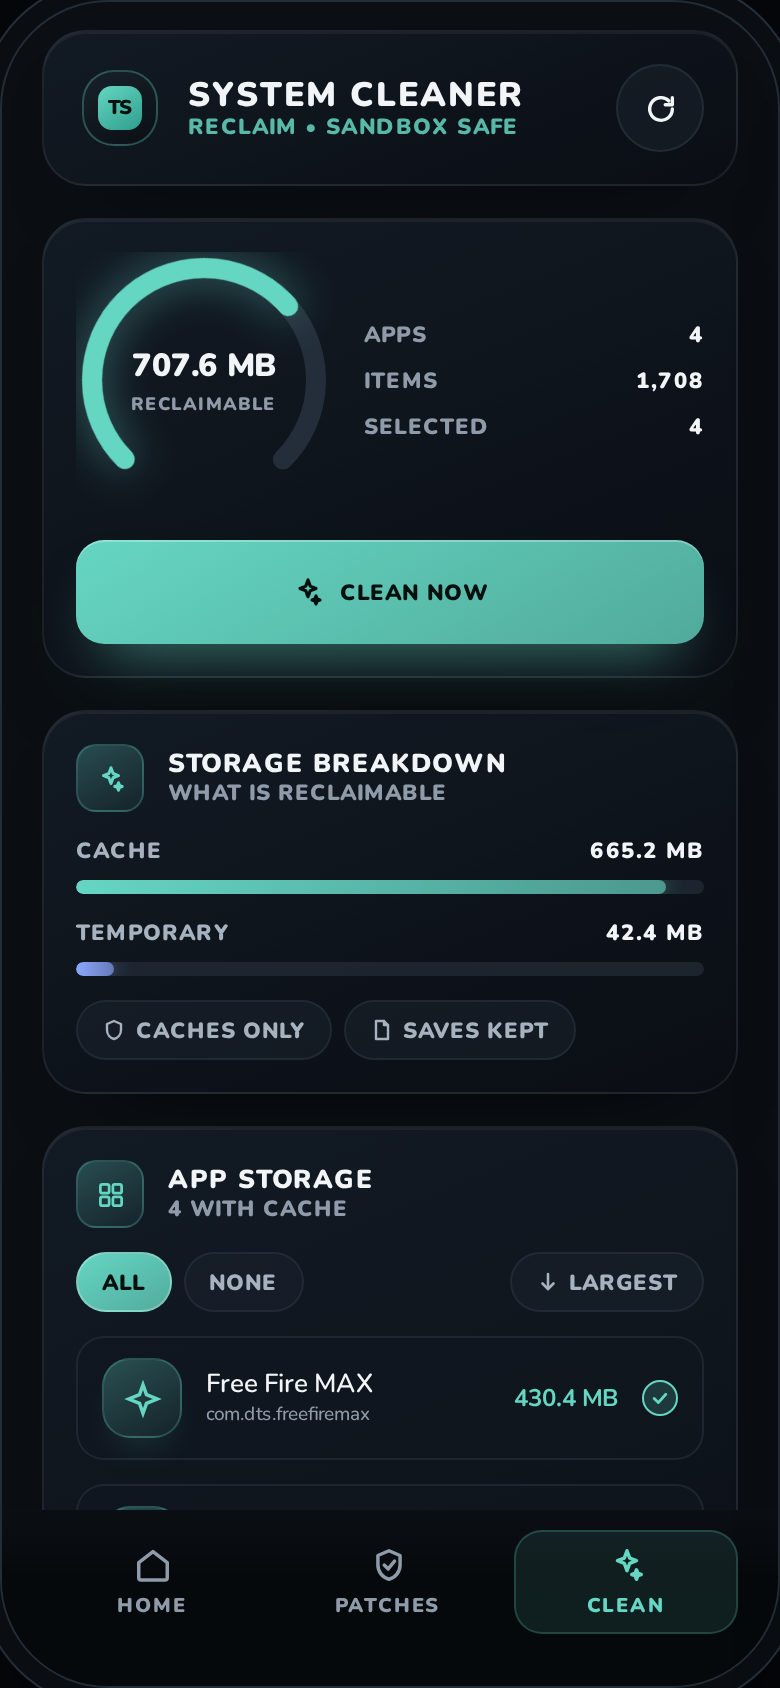 TS
SYSTEM CLEANER
RECLAIM • SANDBOX SAFE
707.6 MB
RECLAIMABLE
APPS 4
ITEMS 1,708
SELECTED 4
CLEAN NOW
STORAGE BREAKDOWN
WHAT IS RECLAIMABLE
CACHE 665.2 MB
TEMPORARY 42.4 MB
CACHES ONLY SAVES KEPT
APP STORAGE
4 WITH CACHE
ALL NONE LARGEST
Free Fire MAX
com.dts.freefiremax
430.4 MB
HOME PATCHES CLEAN